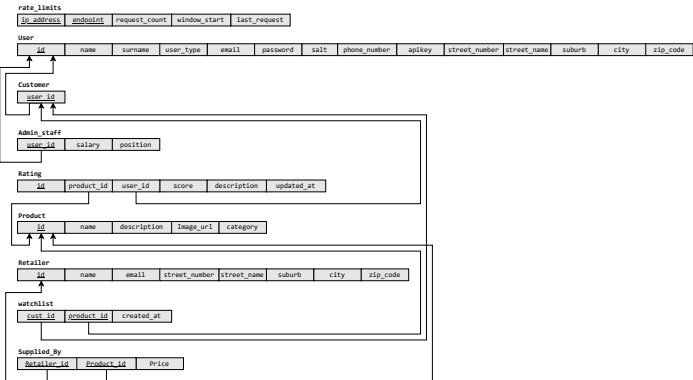 rate_limits
ip_address endpoint request_count window_start last_request
User
id name surname user_type email password salt phone_number apikey street_number street_name suburb city zip_code
Customer
user_id
Admin_staff
user_id salary position
Rating
id product_id user_id score description updated_at
Product
id name description Image_url category
Retailer
id name email street_number street_name suburb city zip_code
watchlist
cust_id product_id created_at
Supplied_By
Retailer_id Product_id Price